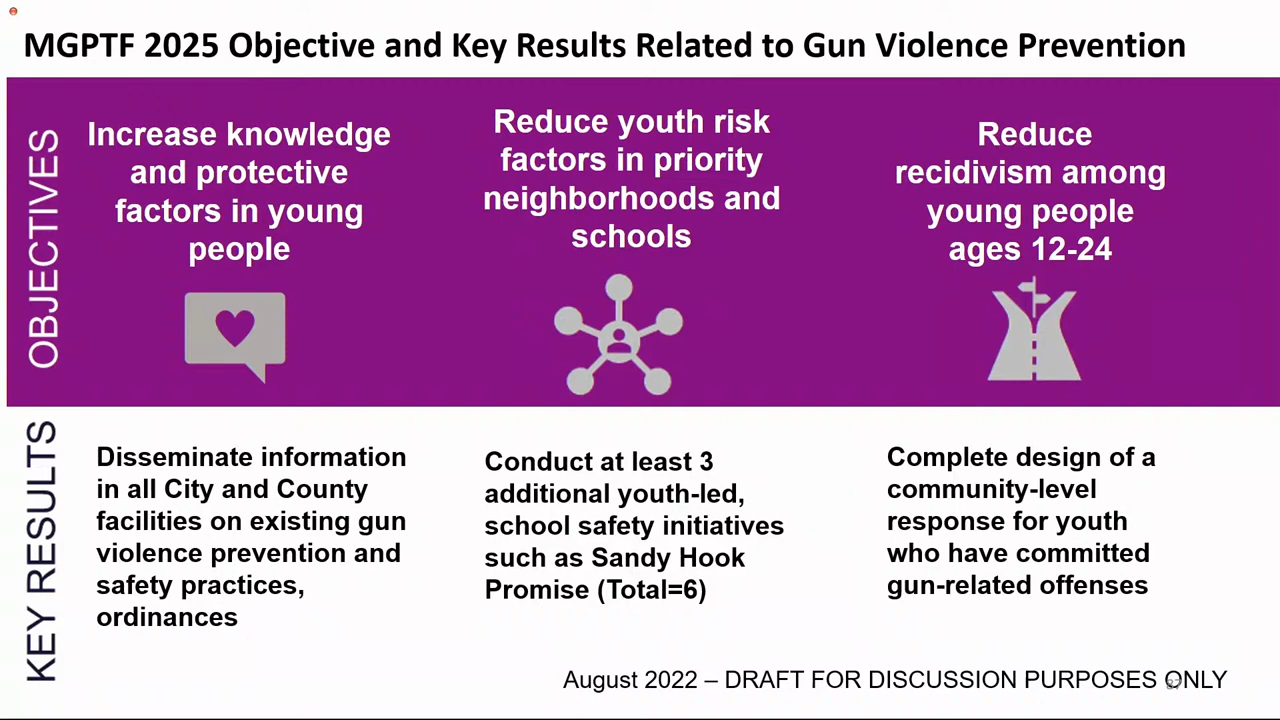 MGPTF 2025 Objective and Key Results Related to Gun Violence Prevention
OBJECTIVES
Increase knowledge
and protective
factors in young
people
Reduce youth risk
factors in priority
neighborhoods and
schools
Reduce
recidivism among
young people
ages 12-24
KEY RESULTS
Disseminate information
in all City and County
facilities on existing gun
violence prevention and
safety practices,
ordinances
Conduct at least 3
additional youth-led,
school safety initiatives
such as Sandy Hook
Promise (Total=6)
Complete design of a
community-level
response for youth
who have committed
gun-related offenses
August 2022 – DRAFT FOR DISCUSSION PURPOSES ONLY